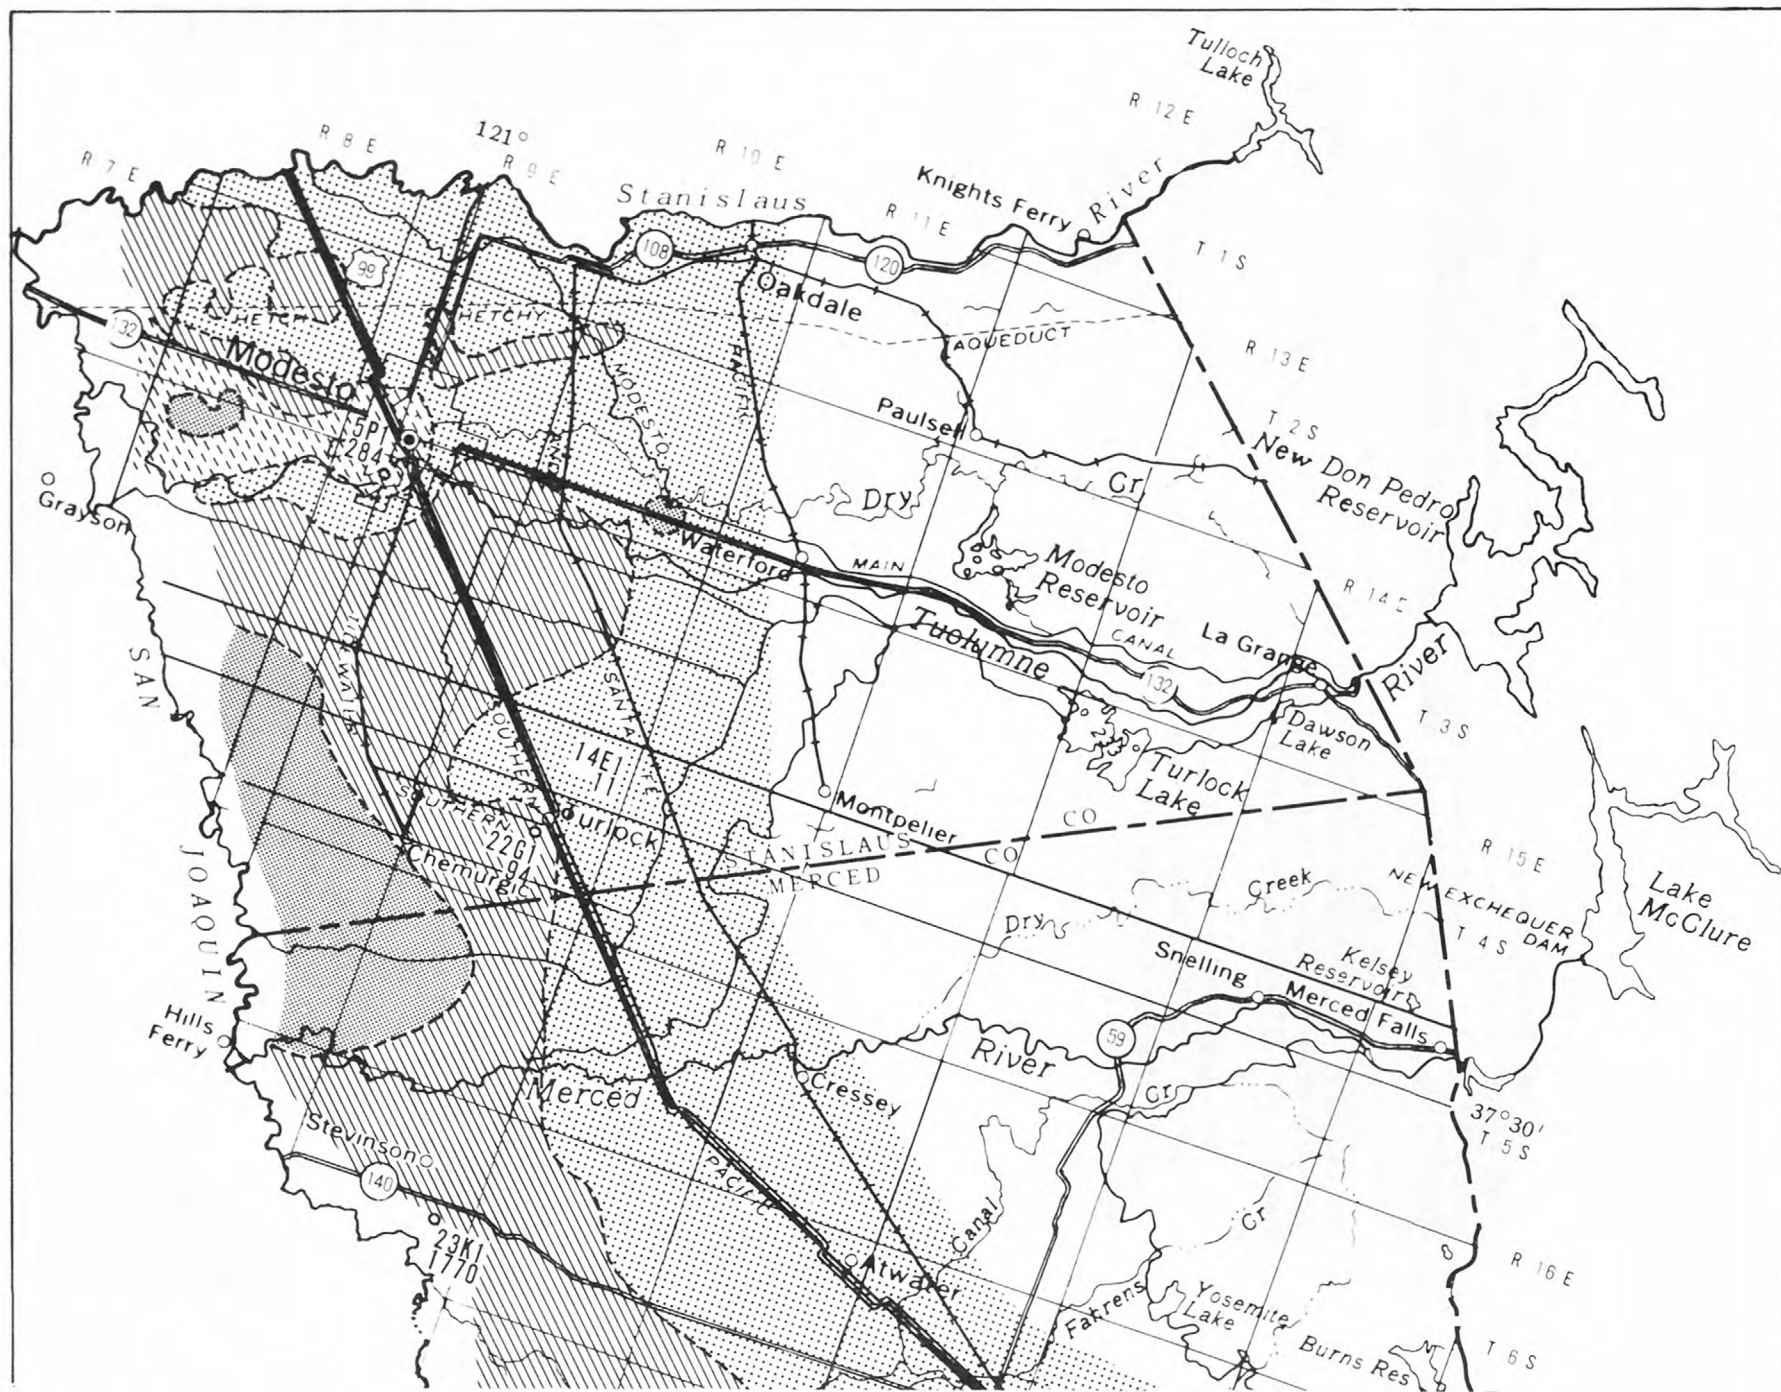 Tulloch
Lake
R 12 E
121°
R 8 E
R 9 E
R 10 E
R 7 E
Stanislaus
Knights Ferry
River
R 11 E
T 1 S
108
120
99
Oakdale
HETCH
HETCHY
AQUEDUCT
132
Modesto
PACIFIC
MODESTO
R 13 E
Paulsell
T 2 S
New Don Pedro
Reservoir
5P1
284
Grayson
Dry
Cr
Waterford
MAIN
Modesto
Reservoir
R 14 E
Tuolumne
CANAL
La Grange
River
132
SAN
SANTA
FE
T 3 S
Dawson
Lake
Turlock
Lake
14E1
11
SOUTHERN
SOUTHERN
Turlock
Montpelier
22G1
94
Chemurgic
STANISLAUS
CO
MERCED
CO
R 15 E
Creek
Dry
NEW EXCHEQUER
DAM
Lake
McClure
T 4 S
JOAQUIN
Snelling
Kelsey
Reservoir
Merced Falls
Hills
Ferry
59
River
Merced
Cressey
Cr
37°30'
T 5 S
Stevinson
140
PACIFIC
Canal
Cr
23K1
1770
Atwater
Fahrens
Yosemite
Lake
R 16 E
Burns Res
T 6 S